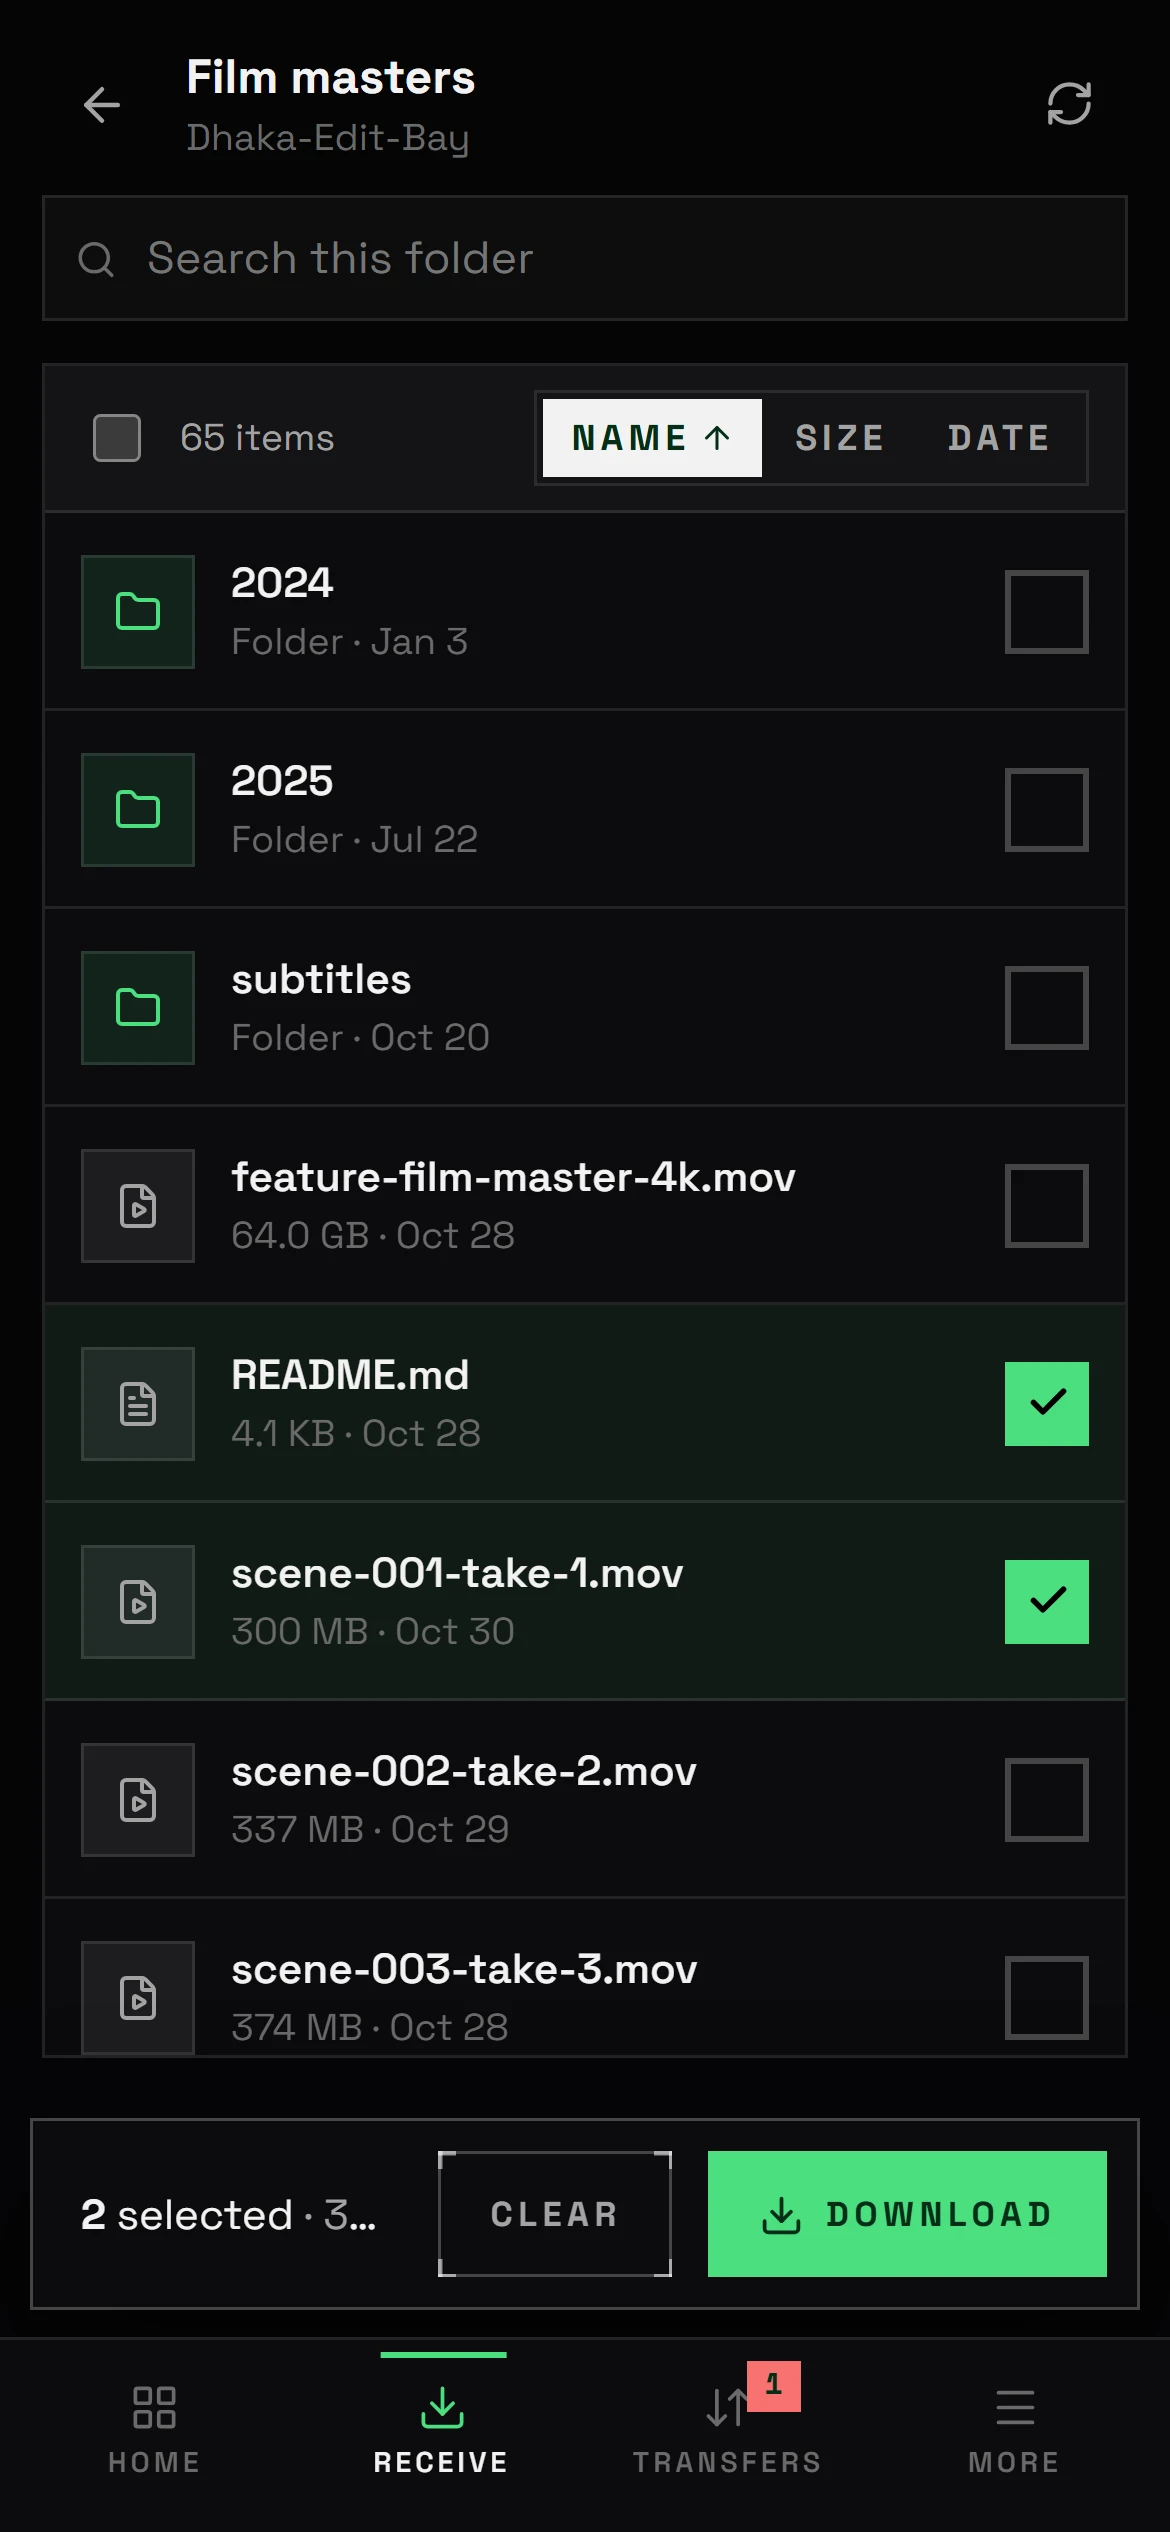 Film masters
Dhaka-Edit-Bay
Search this folder
65 items
NAME ↑ SIZE DATE
2024
Folder · Jan 3
2025
Folder · Jul 22
subtitles
Folder · Oct 20
feature-film-master-4k.mov
64.0 GB · Oct 28
README.md
4.1 KB · Oct 28
scene-001-take-1.mov
300 MB · Oct 30
scene-002-take-2.mov
337 MB · Oct 29
scene-003-take-3.mov
374 MB · Oct 28
2 selected · 3...
CLEAR
DOWNLOAD
1
HOME RECEIVE TRANSFERS MORE